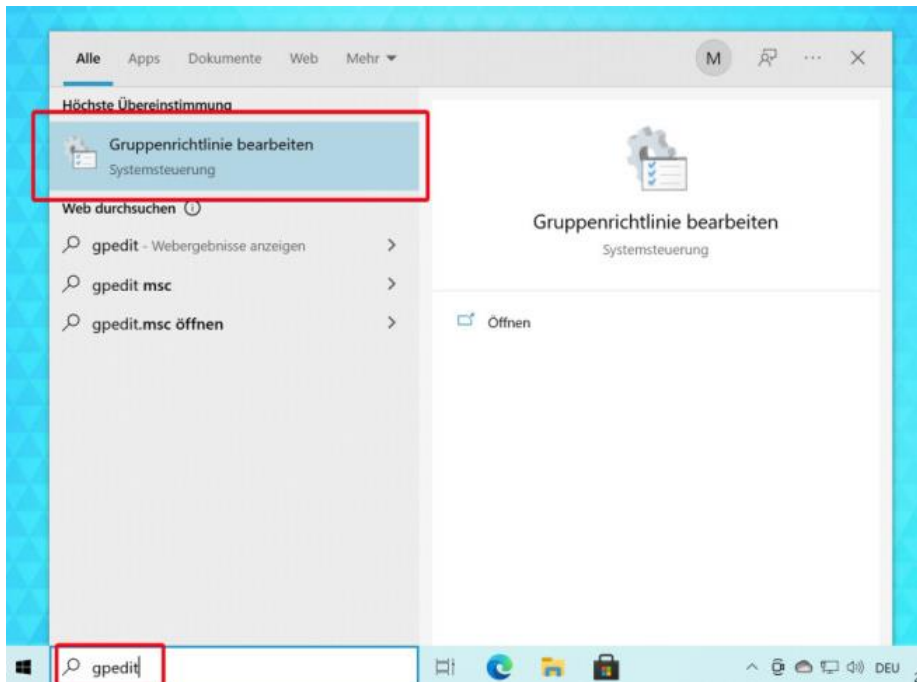 Alle Apps Dokumente Web Mehr
M
Höchste Übereinstimmung
Gruppenrichtlinie bearbeiten
Systemsteuerung
Web durchsuchen
gpedit - Webergebnisse anzeigen
gpedit msc
gpedit.msc öffnen
Gruppenrichtlinie bearbeiten
Systemsteuerung
Öffnen
gpedit
DEU